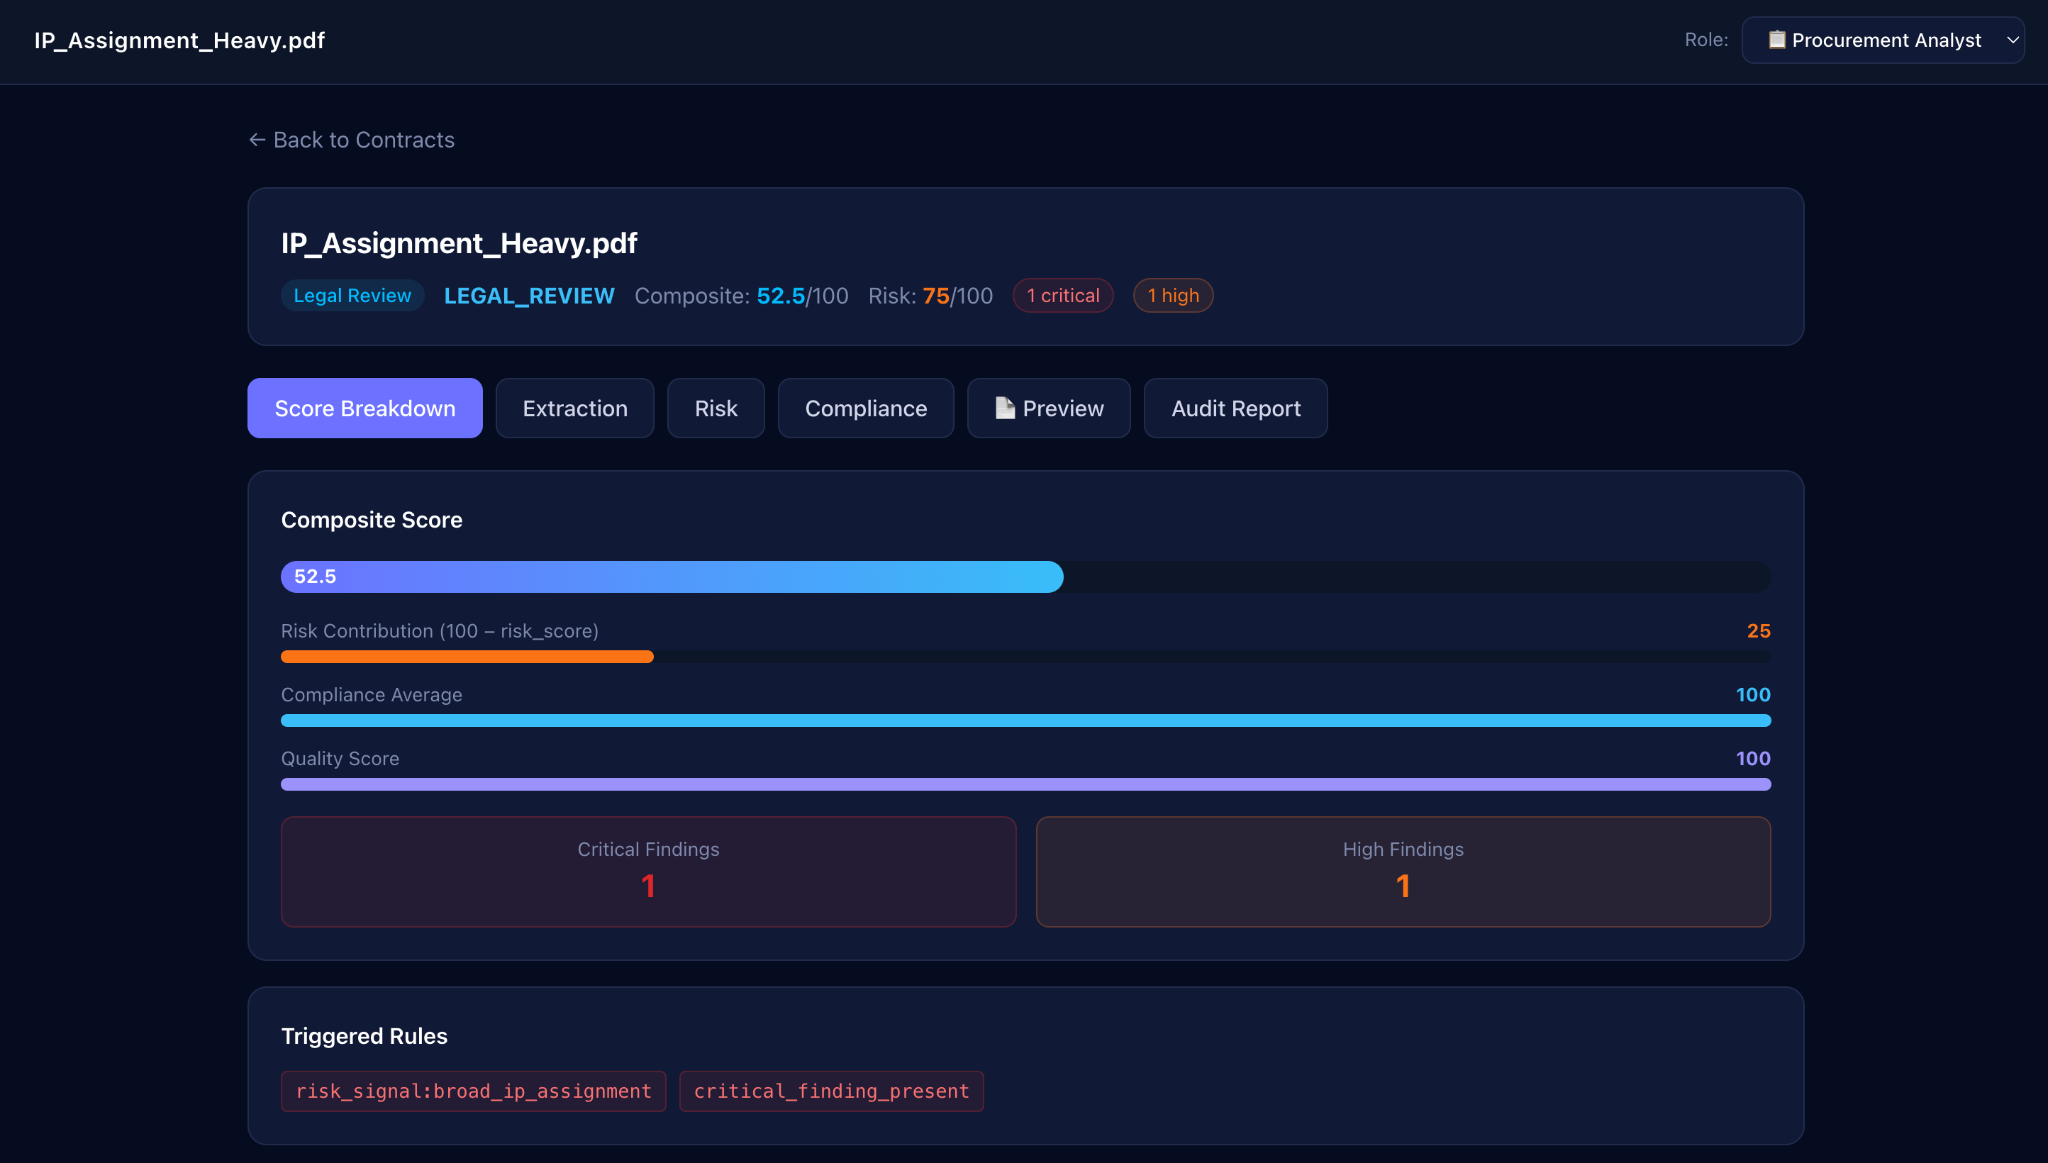 IP_Assignment_Heavy.pdf
Role: 📋 Procurement Analyst
← Back to Contracts
IP_Assignment_Heavy.pdf
Legal Review LEGAL_REVIEW Composite: 52.5/100 Risk: 75/100 1 critical 1 high
Score Breakdown Extraction Risk Compliance 📄 Preview Audit Report
Composite Score
52.5
Risk Contribution (100 – risk_score) 25
Compliance Average 100
Quality Score 100
Critical Findings
1
High Findings
1
Triggered Rules
risk_signal:broad_ip_assignment critical_finding_present